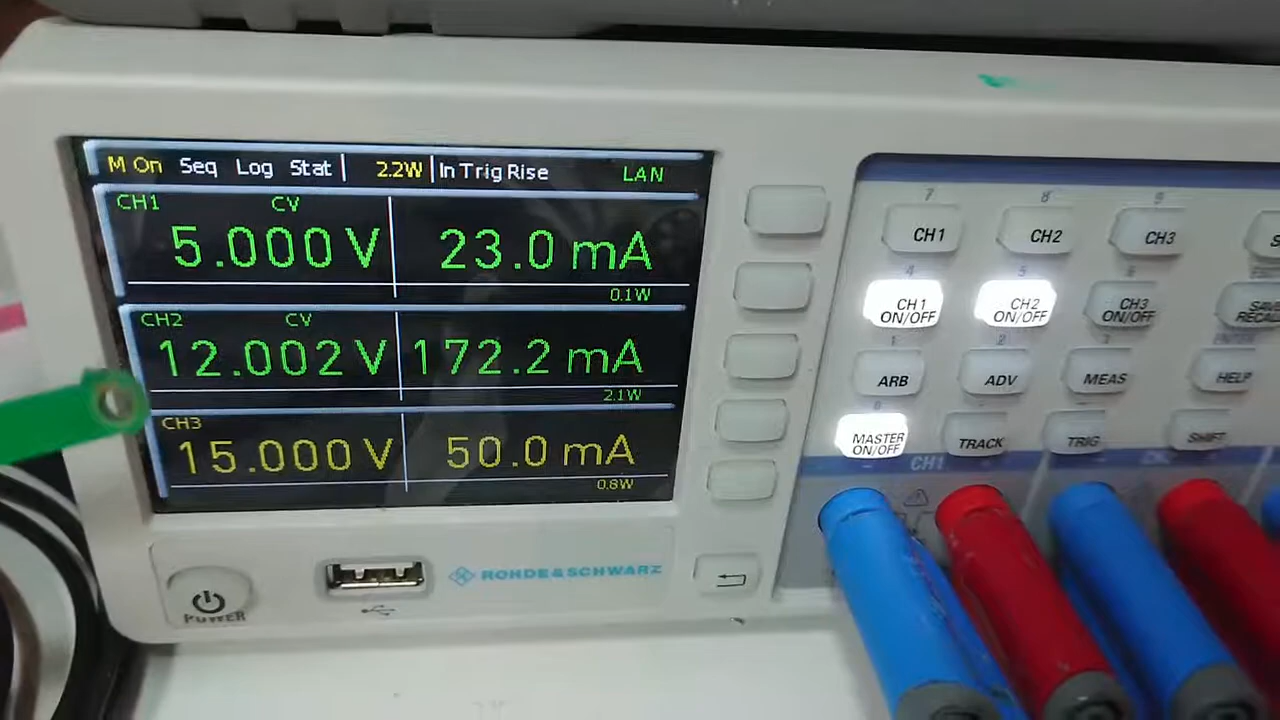 M On Seq Log Stat 2.2W In Trig Rise LAN
CH1 CV
5.000 V 23.0 mA
0.1W
CH2 CV
12.002 V 172.2 mA
2.1W
CH3
15.000 V 50.0 mA
0.8W
POWER
ROHDE & SCHWARZ
7 8 9
CH1 CH2 CH3
4 5 6
CH1 ON/OFF CH2 ON/OFF CH3 ON/OFF
1 2
ARB ADV MEAS HELP
MASTER ON/OFF TRACK TRIG SHIFT
CH1